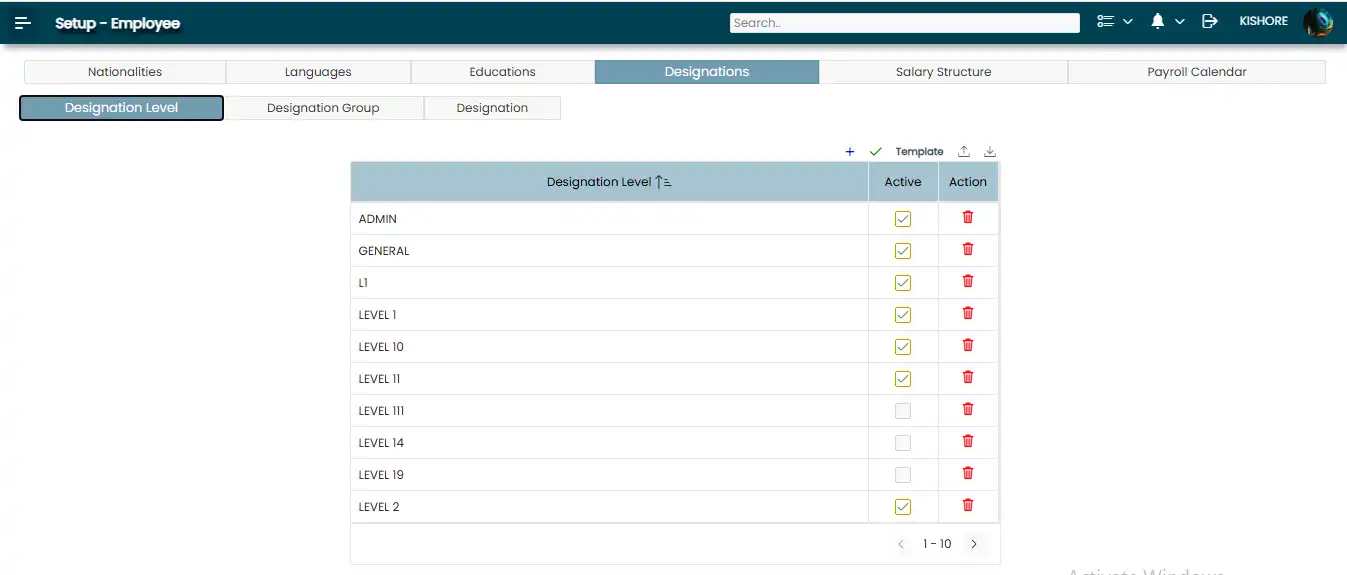 Setup - Employee
Search..
KISHORE
Nationalities Languages Educations Designations Salary Structure Payroll Calendar
Designation Level Designation Group Designation
Template
Designation Level Active Action
ADMIN
GENERAL
L1
LEVEL 1
LEVEL 10
LEVEL 11
LEVEL 111
LEVEL 14
LEVEL 19
LEVEL 2
1 - 10
Activate Windows